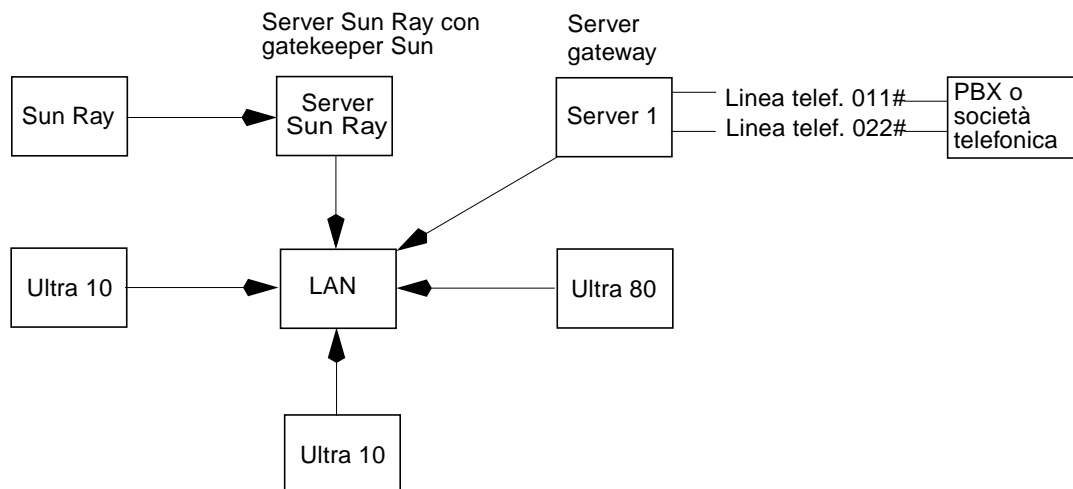 Server Sun Ray con
gatekeeper Sun
Server
gateway
Sun Ray
Server
Sun Ray
Server 1
Linea telef. 011#
Linea telef. 022#
PBX o
società
telefonica
Ultra 10
LAN
Ultra 80
Ultra 10